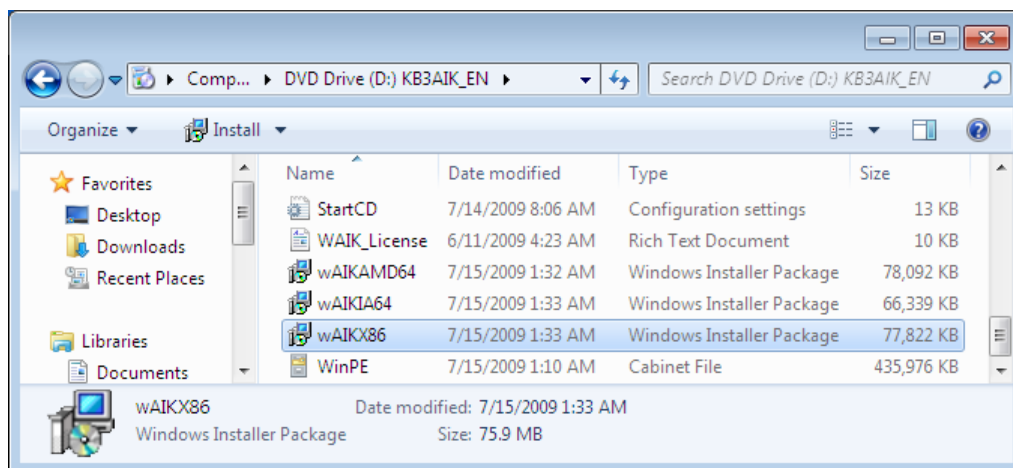 Comp... DVD Drive (D:) KB3AIK_EN Search DVD Drive (D:) KB3AIK_EN
Organize Install
Favorites
Desktop
Downloads
Recent Places
Libraries
Documents
Name Date modified Type Size
StartCD 7/14/2009 8:06 AM Configuration settings 13 KB
WAIK_License 6/11/2009 4:23 AM Rich Text Document 10 KB
wAIKAMD64 7/15/2009 1:32 AM Windows Installer Package 78,092 KB
wAIKIA64 7/15/2009 1:33 AM Windows Installer Package 66,339 KB
wAIKX86 7/15/2009 1:33 AM Windows Installer Package 77,822 KB
WinPE 7/15/2009 1:10 AM Cabinet File 435,976 KB
wAIKX86 Date modified: 7/15/2009 1:33 AM
Windows Installer Package Size: 75.9 MB